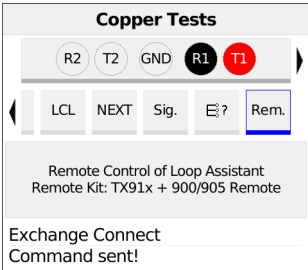 Copper Tests
R2 T2 GND R1 T1
LCL NEXT Sig. ? Rem.
Remote Control of Loop Assistant
Remote Kit: TX91x + 900/905 Remote
Exchange Connect
Command sent!